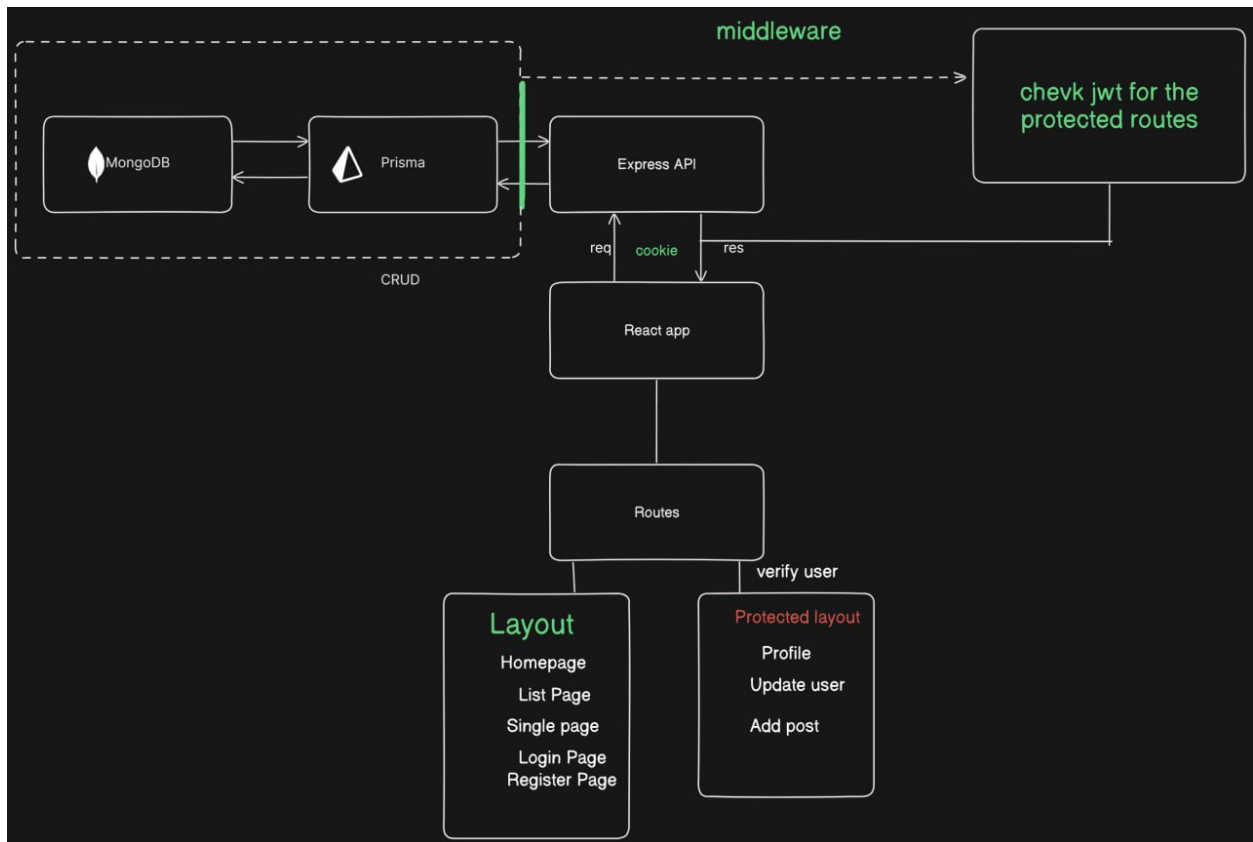 middleware
chevk jwt for the
protected routes
MongoDB
Prisma
Express API
req
cookie
res
CRUD
React app
Routes
verify user
Layout
Homepage
List Page
Single page
Login Page
Register Page
Protected layout
Profile
Update user
Add post